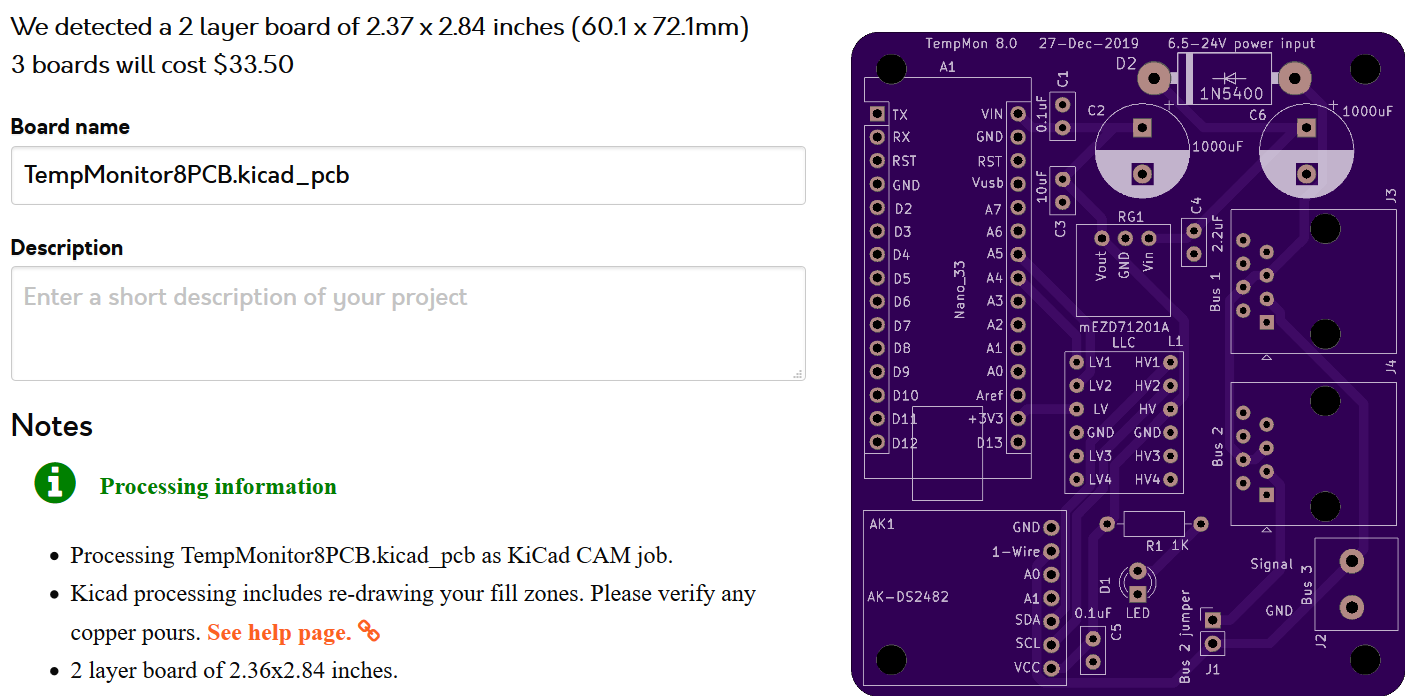 We detected a 2 layer board of 2.37 x 2.84 inches (60.1 x 72.1mm)
3 boards will cost $33.50
Board name
TempMonitor8PCB.kicad_pcb
Description
Enter a short description of your project
Notes
Processing information
Processing TempMonitor8PCB.kicad_pcb as KiCad CAM job.
Kicad processing includes re-drawing your fill zones. Please verify any
copper pours. See help page.
2 layer board of 2.36x2.84 inches.
TempMon 8.0 27-Dec-2019 6.5-24V power input
A1
D2
1N5400
C1
0.1uF
C2
+
1000uF
C6
+
1000uF
TX
RX
RST
GND
D2
D3
D4
D5
D6
D7
D8
D9
D10
D11
D12
VIN
GND
RST
Vusb
A7
A6
A5
A4
A3
A2
A1
A0
Aref
+3V3
D13
Nano_33
10uF
C3
RG1
Vout
GND
Vin
mEZD71201A
C4
2.2uF
J3
Bus 1
LLC L1
LV1 HV1
LV2 HV2
LV HV
GND GND
LV3 HV3
LV4 HV4
J4
Bus 2
AK1
AK-DS2482
GND
1-Wire
A0
A1
SDA
SCL
VCC
R1 1K
D1
LED
0.1uF
C5
Bus 2 jumper
J1
Signal
GND
Bus 3
J2